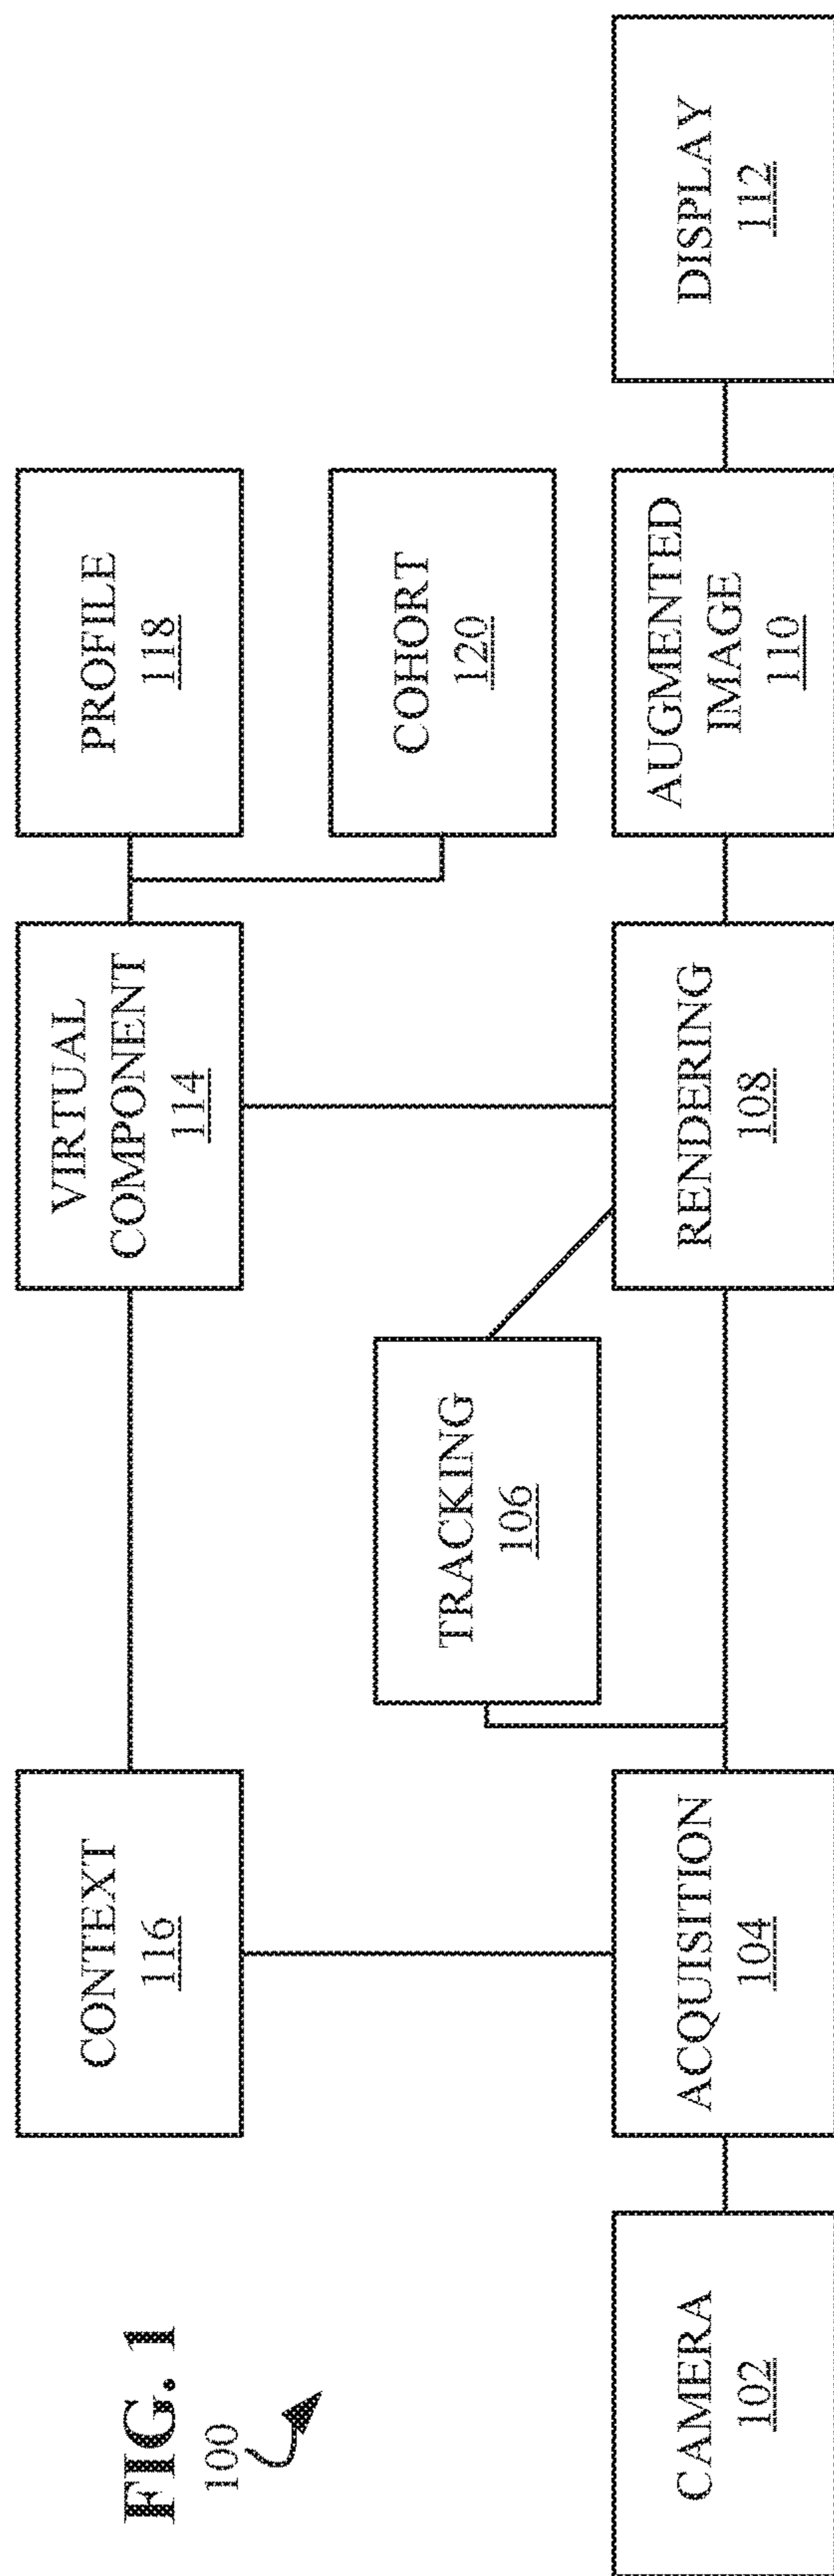 FIG. 1
100
CONTEXT
116
VIRTUAL
COMPONENT
114
PROFILE
118
TRACKING
106
COHORT
120
CAMERA
102
ACQUISITION
104
RENDERING
108
AUGMENTED
IMAGE
110
DISPLAY
112